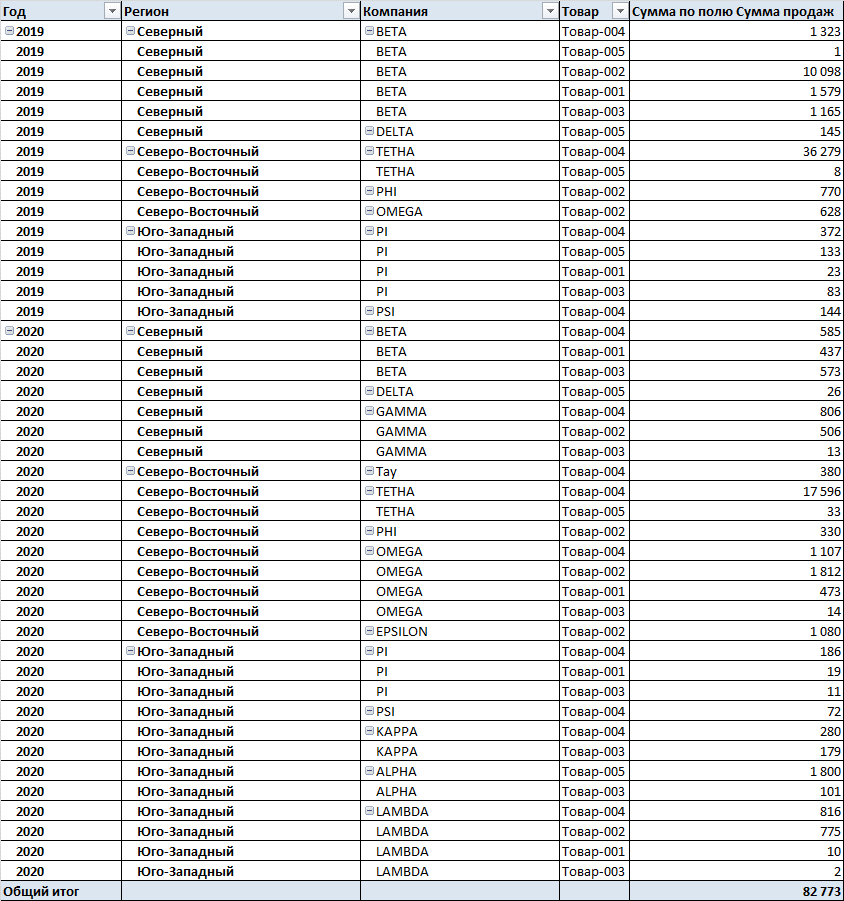 Год Регион Компания Товар Сумма по полю Сумма продаж
2019 Северный BETA Товар-004 1 323
2019 Северный BETA Товар-005 1
2019 Северный BETA Товар-002 10 098
2019 Северный BETA Товар-001 1 579
2019 Северный BETA Товар-003 1 165
2019 Северный DELTA Товар-005 145
2019 Северо-Восточный TETHA Товар-004 36 279
2019 Северо-Восточный TETHA Товар-005 8
2019 Северо-Восточный PHI Товар-002 770
2019 Северо-Восточный OMEGA Товар-002 628
2019 Юго-Западный PI Товар-004 372
2019 Юго-Западный PI Товар-005 133
2019 Юго-Западный PI Товар-001 23
2019 Юго-Западный PI Товар-003 83
2019 Юго-Западный PSI Товар-004 144
2020 Северный BETA Товар-004 585
2020 Северный BETA Товар-001 437
2020 Северный BETA Товар-003 573
2020 Северный DELTA Товар-005 26
2020 Северный GAMMA Товар-004 806
2020 Северный GAMMA Товар-002 506
2020 Северный GAMMA Товар-003 13
2020 Северо-Восточный Тау Товар-004 380
2020 Северо-Восточный TETHA Товар-004 17 596
2020 Северо-Восточный TETHA Товар-005 33
2020 Северо-Восточный PHI Товар-002 330
2020 Северо-Восточный OMEGA Товар-004 1 107
2020 Северо-Восточный OMEGA Товар-002 1 812
2020 Северо-Восточный OMEGA Товар-001 473
2020 Северо-Восточный OMEGA Товар-003 14
2020 Северо-Восточный EPSILON Товар-002 1 080
2020 Юго-Западный PI Товар-004 186
2020 Юго-Западный PI Товар-001 19
2020 Юго-Западный PI Товар-003 11
2020 Юго-Западный PSI Товар-004 72
2020 Юго-Западный KAPPA Товар-004 280
2020 Юго-Западный KAPPA Товар-003 179
2020 Юго-Западный ALPHA Товар-005 1 800
2020 Юго-Западный ALPHA Товар-003 101
2020 Юго-Западный LAMBDA Товар-004 816
2020 Юго-Западный LAMBDA Товар-002 775
2020 Юго-Западный LAMBDA Товар-001 10
2020 Юго-Западный LAMBDA Товар-003 2
Общий итог 82 773